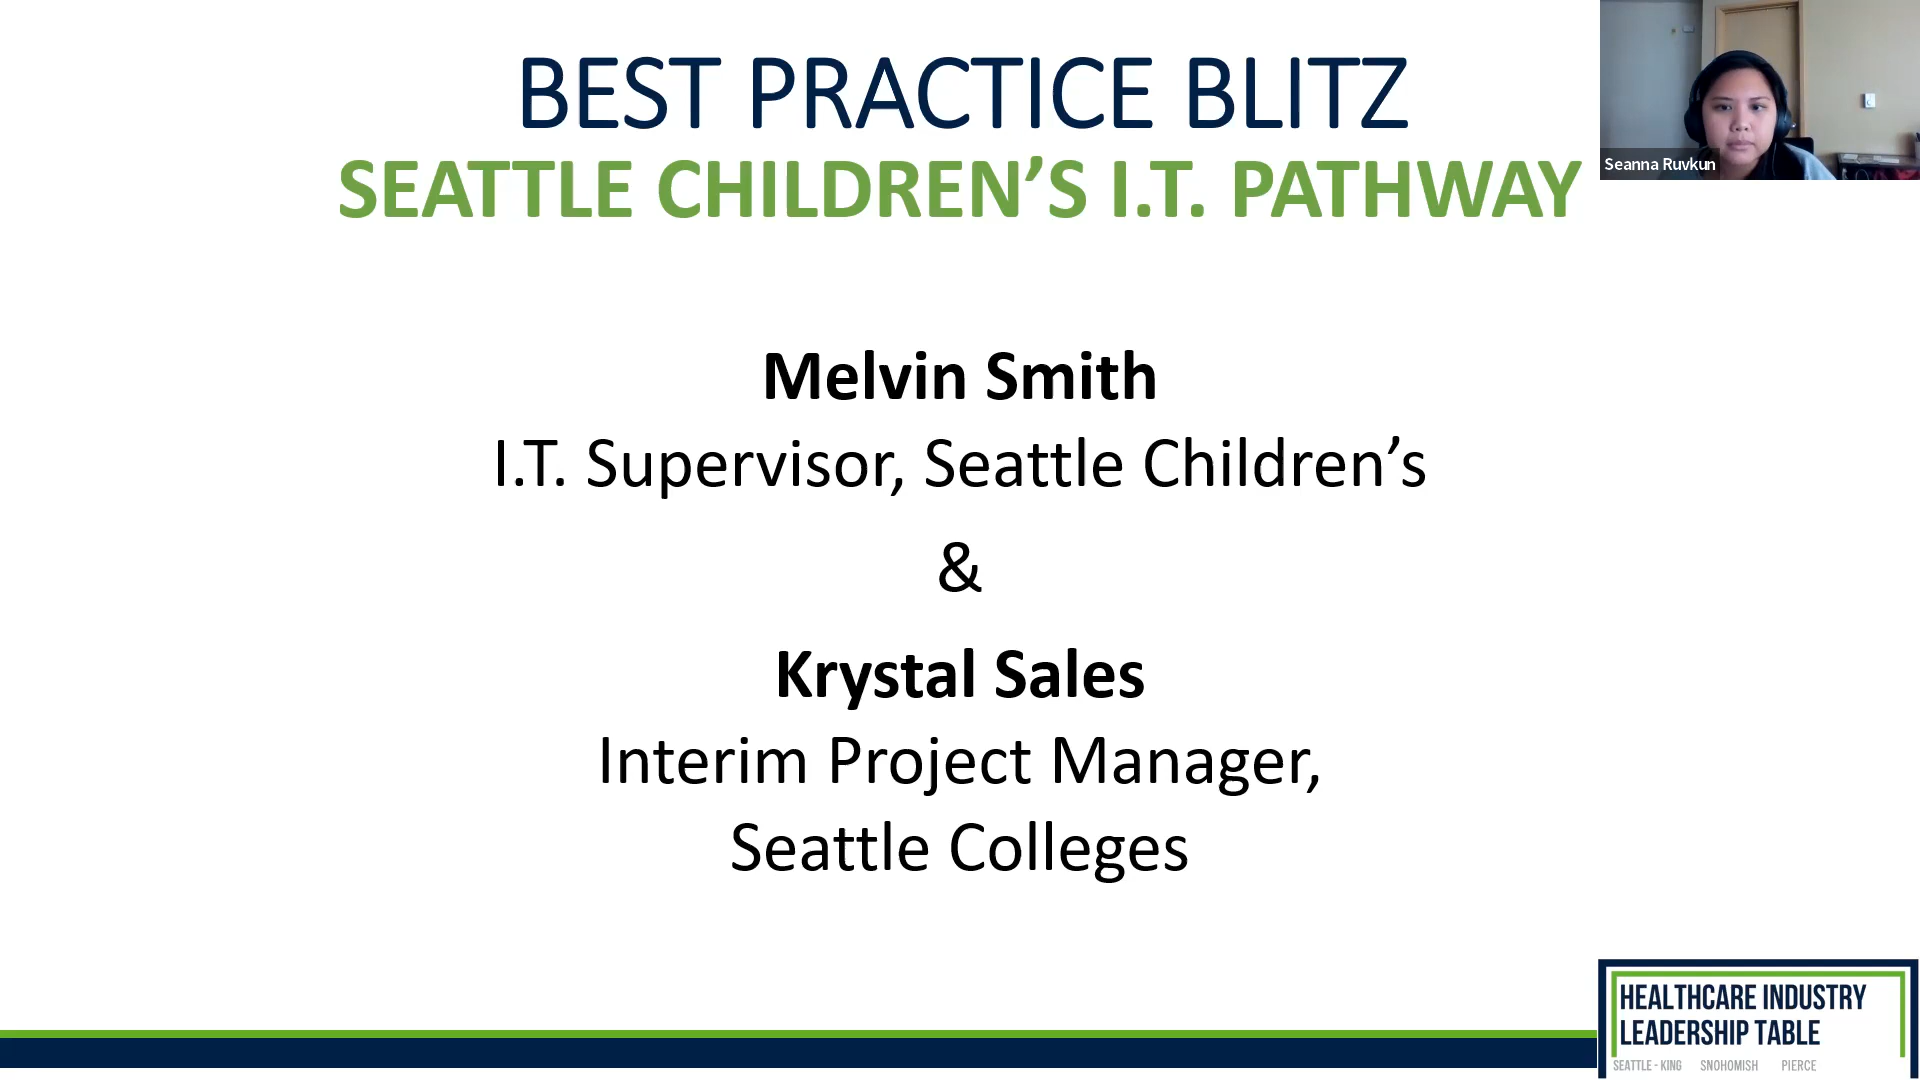 BEST PRACTICE BLITZ
SEATTLE CHILDREN’S I.T. PATHWAY
Seanna Ruvkun
Melvin Smith
I.T. Supervisor, Seattle Children’s
&
Krystal Sales
Interim Project Manager,
Seattle Colleges
HEALTHCARE INDUSTRY
LEADERSHIP TABLE
SEATTLE - KING SNOHOMISH PIERCE